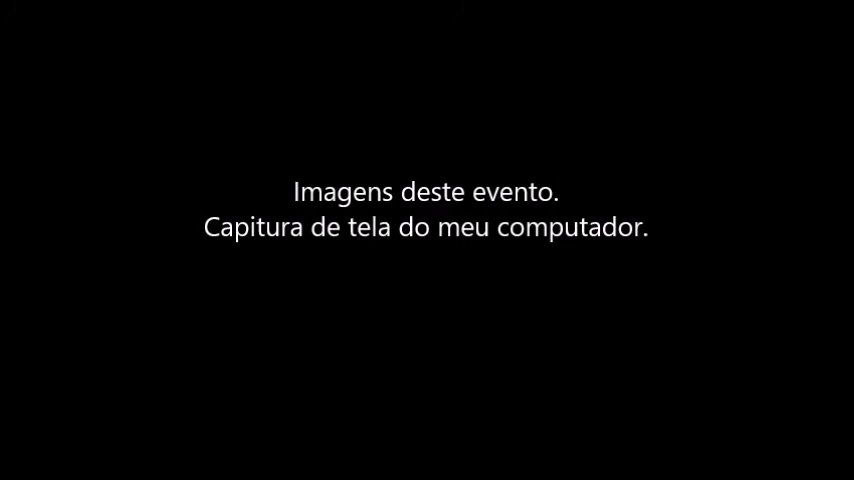 Imagens deste evento.
Capitura de tela do meu computador.